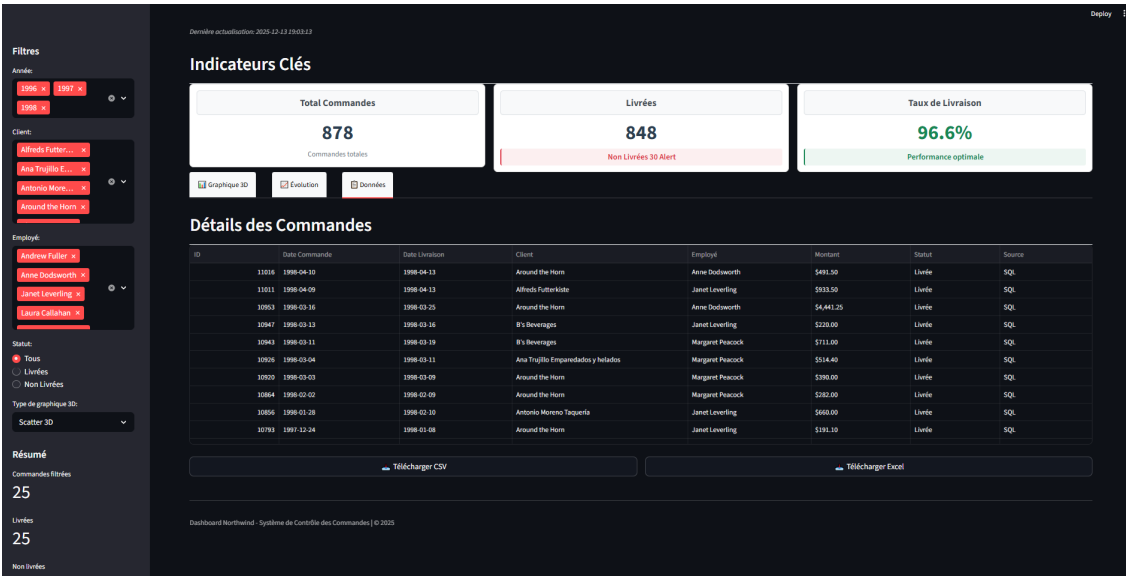 Deploy
Dernière actualisation: 2025-12-13 19:03:13
Filtres
Année:
1996 × 1997 ×
1998 ×
Client:
Alfreds Futter... ×
Ana Trujillo E... ×
Antonio More... ×
Around the Horn ×
Employé:
Andrew Fuller ×
Anne Dodsworth ×
Janet Leverling ×
Laura Callahan ×
Statut:
Tous
Livrées
Non Livrées
Type de graphique 3D:
Scatter 3D
Résumé
Commandes filtrées
25
Livrées
25
Non livrées
Indicateurs Clés
Total Commandes
878
Commandes totales
Livrées
848
Non Livrées 30 Alert
Taux de Livraison
96.6%
Performance optimale
Graphique 3D Évolution Données
Détails des Commandes
ID Date Commande Date Livraison Client Employé Montant Statut Source
11016 1998-04-10 1998-04-13 Around the Horn Anne Dodsworth $491.50 Livrée SQL
11011 1998-04-09 1998-04-13 Alfreds Futterkiste Janet Leverling $933.50 Livrée SQL
10953 1998-03-16 1998-03-25 Around the Horn Anne Dodsworth $4,441.25 Livrée SQL
10947 1998-03-13 1998-03-16 B's Beverages Janet Leverling $220.00 Livrée SQL
10943 1998-03-11 1998-03-19 B's Beverages Margaret Peacock $711.00 Livrée SQL
10926 1998-03-04 1998-03-11 Ana Trujillo Emparedados y helados Margaret Peacock $514.40 Livrée SQL
10920 1998-03-03 1998-03-09 Around the Horn Margaret Peacock $390.00 Livrée SQL
10864 1998-02-02 1998-02-09 Around the Horn Margaret Peacock $282.00 Livrée SQL
10856 1998-01-28 1998-02-10 Antonio Moreno Taquería Janet Leverling $660.00 Livrée SQL
10793 1997-12-24 1998-01-08 Around the Horn Janet Leverling $191.10 Livrée SQL
Télécharger CSV Télécharger Excel
Dashboard Northwind - Système de Contrôle des Commandes | © 2025